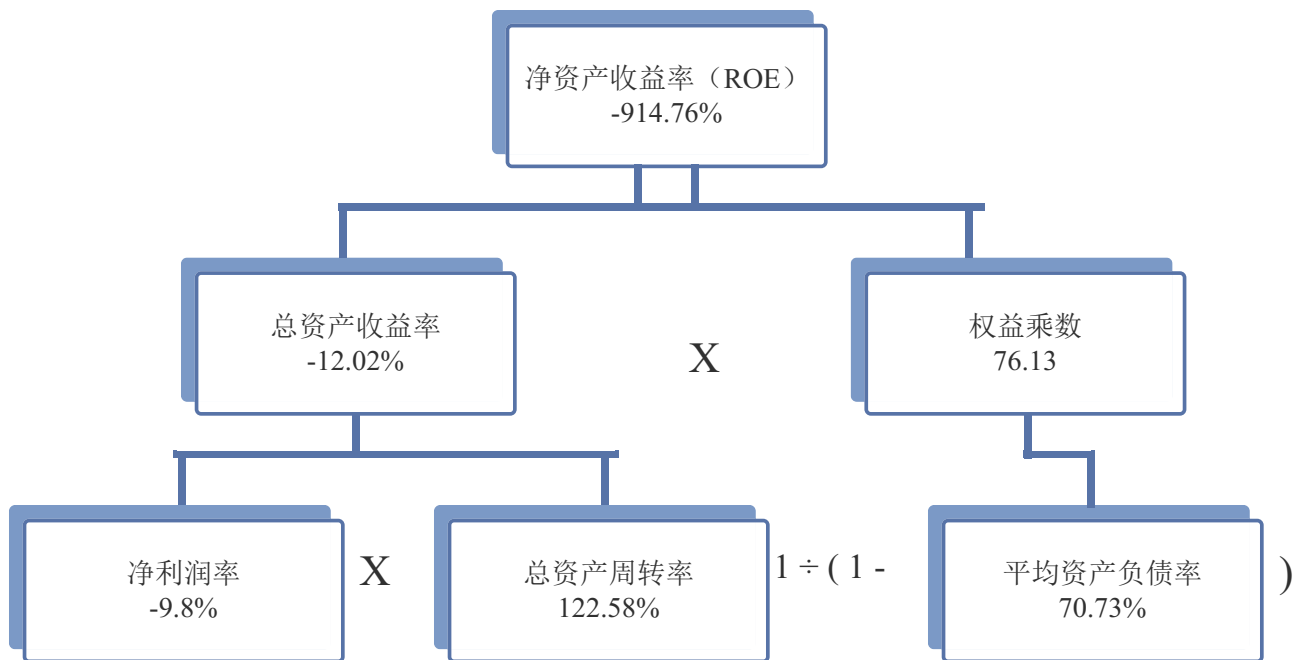 净资产收益率（ROE）
-914.76%
总资产收益率
-12.02%
X
权益乘数
76.13
净利润率
-9.8%
X
总资产周转率
122.58%
1 ÷ ( 1 -
平均资产负债率
70.73%
)